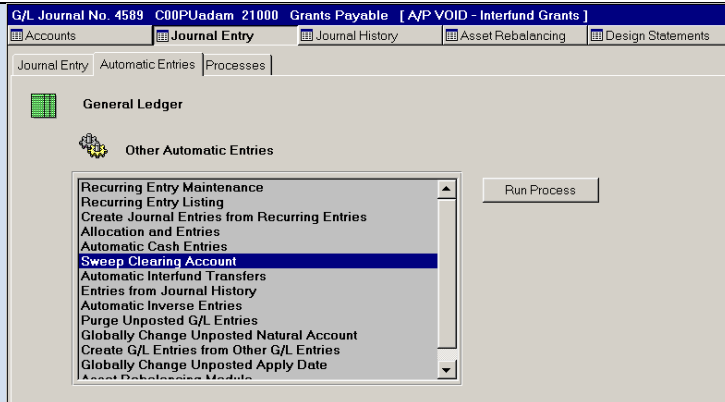 G/L Journal No. 4589 C00PUadam 21000 Grants Payable [ A/P VOID - Interfund Grants ]
Accounts Journal Entry Journal History Asset Rebalancing Design Statements
Journal Entry Automatic Entries Processes
General Ledger
Other Automatic Entries
Recurring Entry Maintenance
Run Process
Recurring Entry Listing
Create Journal Entries from Recurring Entries
Allocation and Entries
Automatic Cash Entries
Sweep Clearing Account
Automatic Interfund Transfers
Entries from Journal History
Automatic Inverse Entries
Purge Unposted G/L Entries
Globally Change Unposted Natural Account
Create G/L Entries from Other G/L Entries
Globally Change Unposted Apply Date
Asset Rebalancing Module